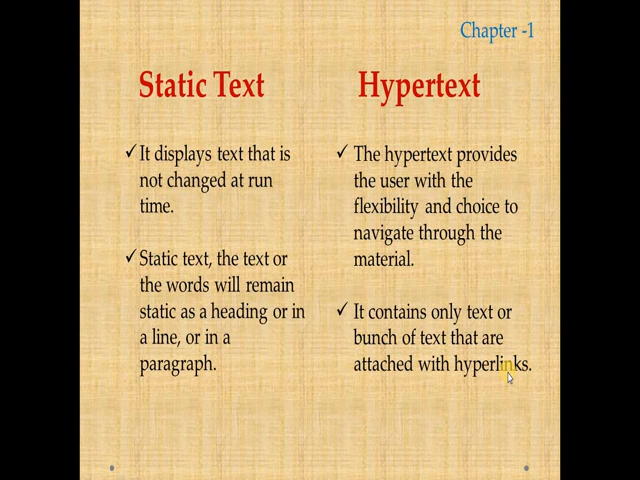 Chapter -1
Static Text
It displays text that is
not changed at run
time.
Static text, the text or
the words will remain
static as a heading or in
a line, or in a
paragraph.
Hypertext
The hypertext provides
the user with the
flexibility and choice to
navigate through the
material.
It contains only text or
bunch of text that are
attached with hyperlinks.